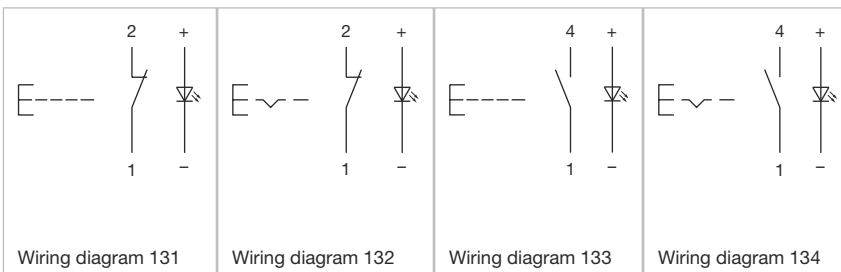 2 +
1 –
Wiring diagram 131
2 +
1 –
Wiring diagram 132
4 +
1 –
Wiring diagram 133
4 +
1 –
Wiring diagram 134